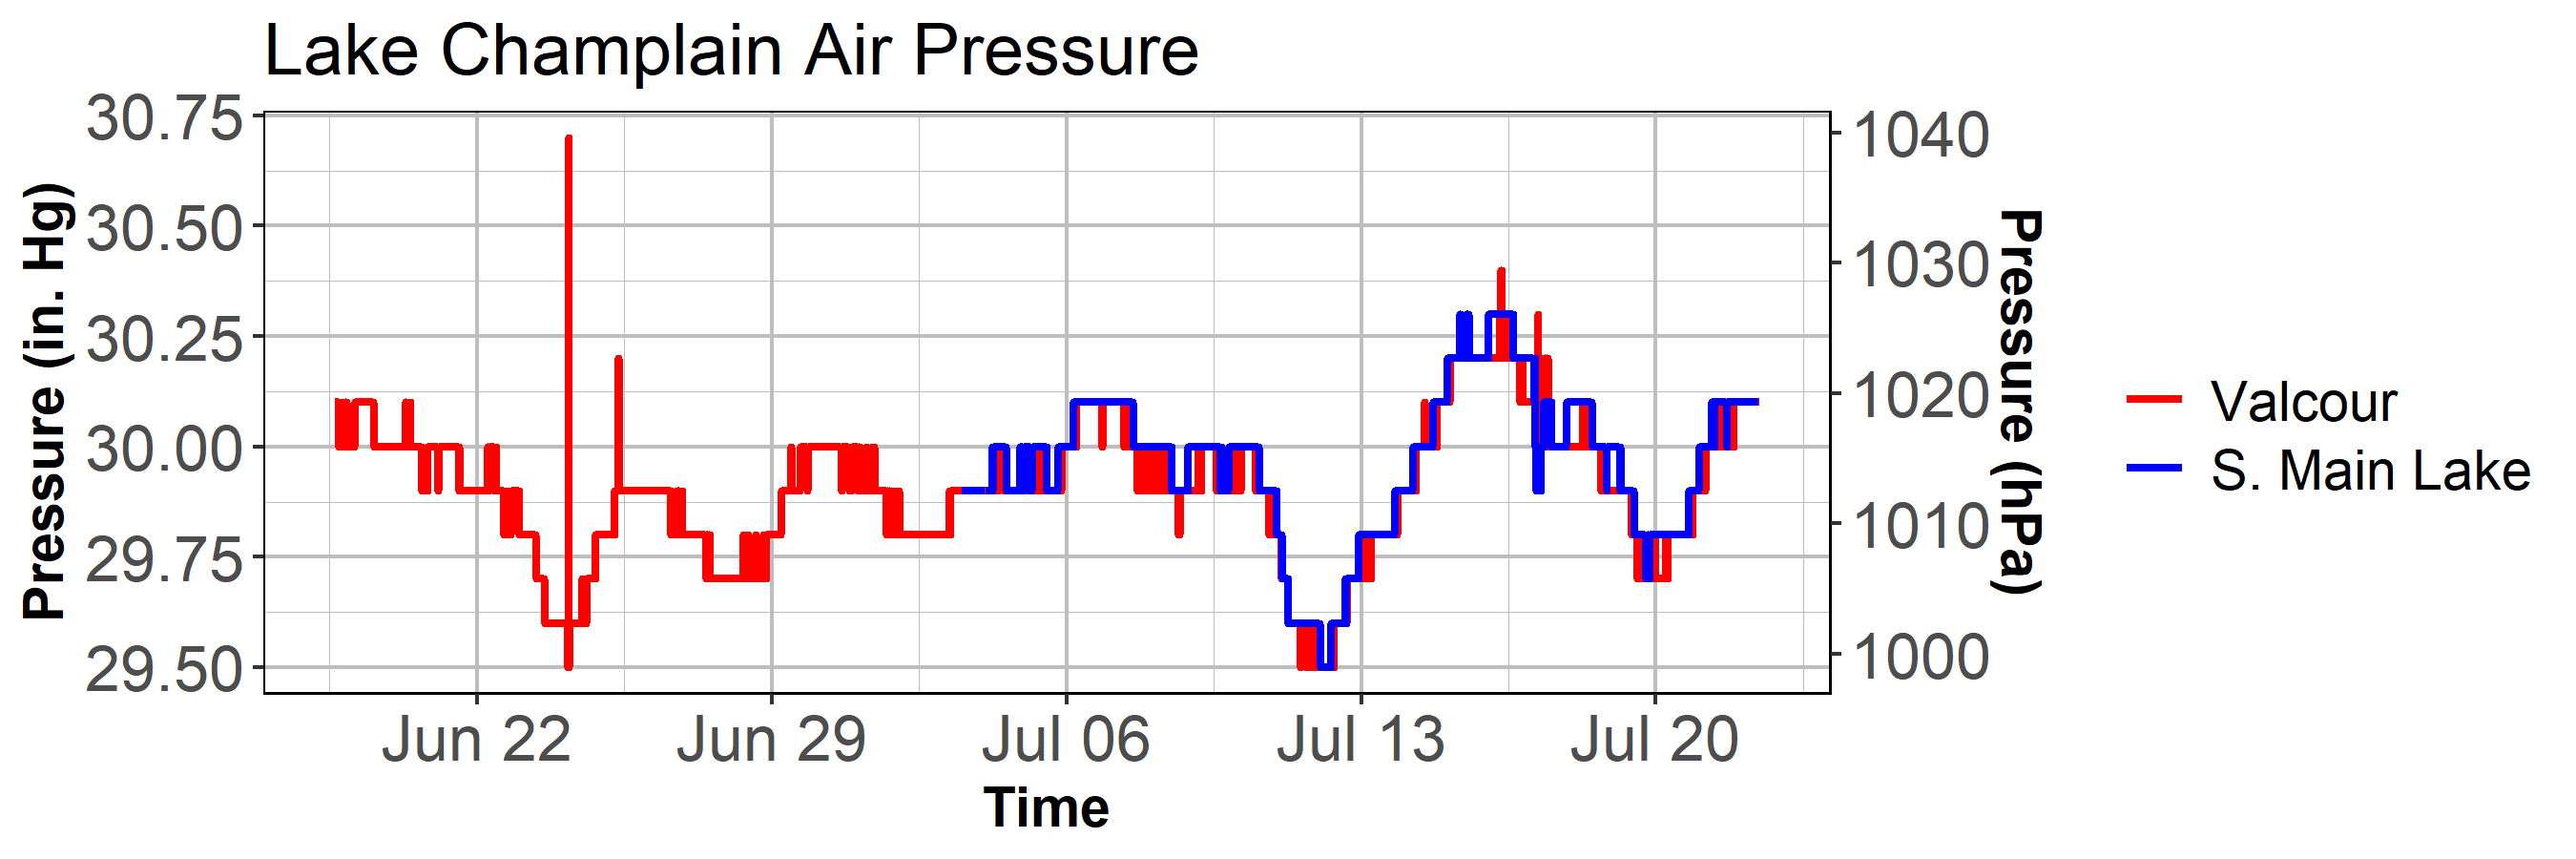 Lake Champlain Air Pressure
Pressure (in. Hg)
30.75
30.50
30.25
30.00
29.75
29.50
1040
1030
1020
1010
1000
Pressure (hPa)
Jun 22
Jun 29
Jul 06
Jul 13
Jul 20
Time
Valcour
S. Main Lake